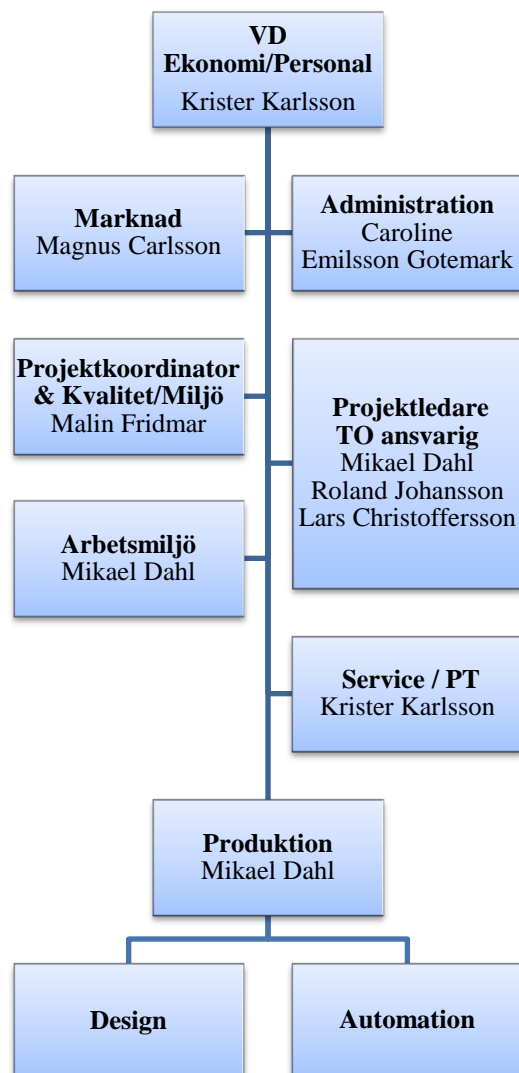 VD
Ekonomi/Personal
Krister Karlsson
Marknad
Magnus Carlsson
Administration
Caroline
Emilsson Gotemark
Projektkoordinator
& Kvalitet/Miljö
Malin Fridmar
Projektledare
TO ansvarig
Mikael Dahl
Roland Johansson
Lars Christoffersson
Arbetsmiljö
Mikael Dahl
Service / PT
Krister Karlsson
Produktion
Mikael Dahl
Design
Automation